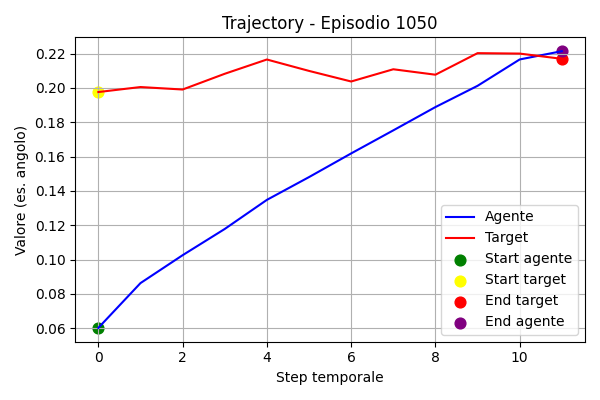 Trajectory - Episodio 1050
Valore (es. angolo)
0.22
0.20
0.18
0.16
0.14
0.12
0.10
0.08
0.06
0 2 4 6 8 10
Step temporale
Agente
Target
Start agente
Start target
End target
End agente